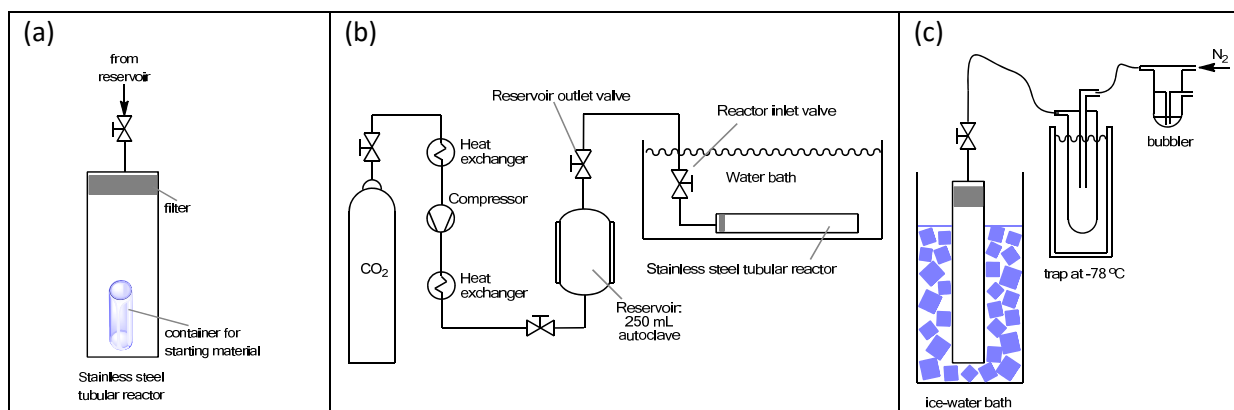 (a)
from
reservoir
filter
container for
starting material
Stainless steel
tubular reactor
(b)
Reservoir outlet valve
Reactor inlet valve
Heat
exchanger
Water bath
Compressor
CO2
Heat
exchanger
Stainless steel tubular reactor
Reservoir:
250 mL
autoclave
(c)
N2
bubbler
trap at -78 ºC
ice-water bath